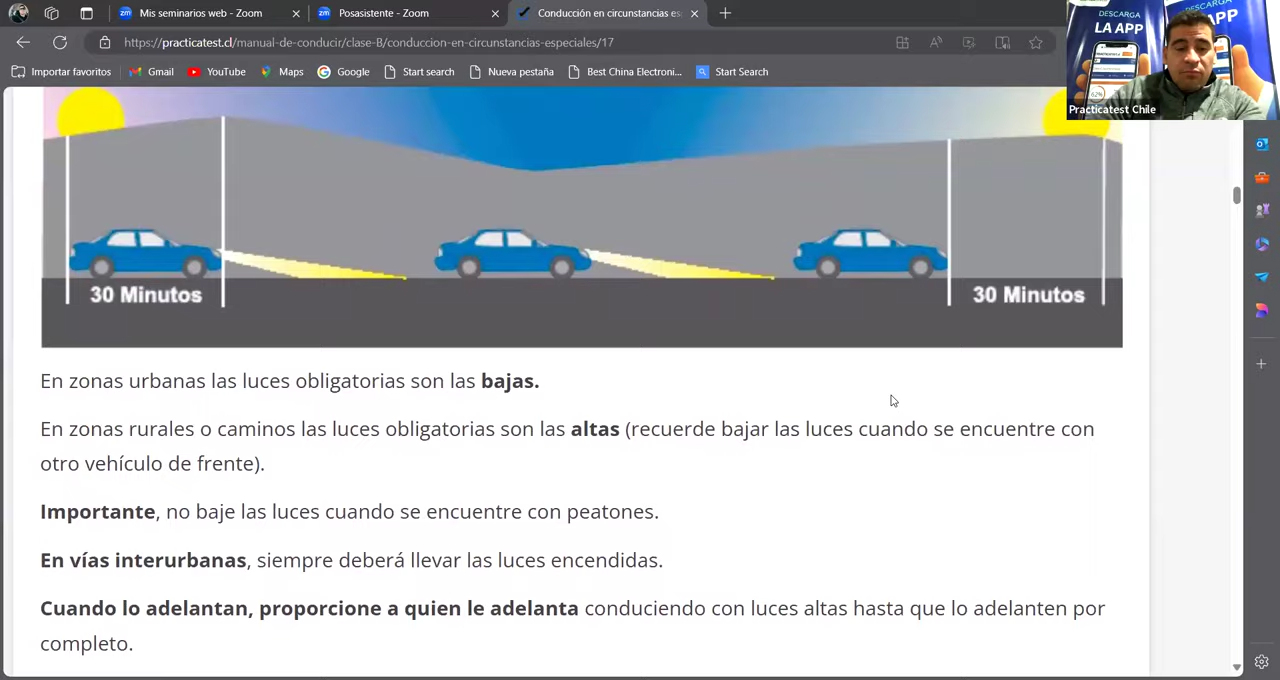 Mis seminarios web - Zoom
Posasistente - Zoom
Conducción en circunstancias es
https://practicatest.cl/manual-de-conducir/clase-B/conduccion-en-circunstancias-especiales/17
Importar favoritos
Gmail
YouTube
Maps
Google
Start search
Nueva pestaña
Best China Electroni...
Start Search
DESCARGA
LA APP
APP
62%
Practicatest Chile
30 Minutos
30 Minutos
En zonas urbanas las luces obligatorias son las bajas.
En zonas rurales o caminos las luces obligatorias son las altas (recuerde bajar las luces cuando se encuentre con
otro vehículo de frente).
Importante, no baje las luces cuando se encuentre con peatones.
En vías interurbanas, siempre deberá llevar las luces encendidas.
Cuando lo adelantan, proporcione a quien le adelanta conduciendo con luces altas hasta que lo adelanten por
completo.